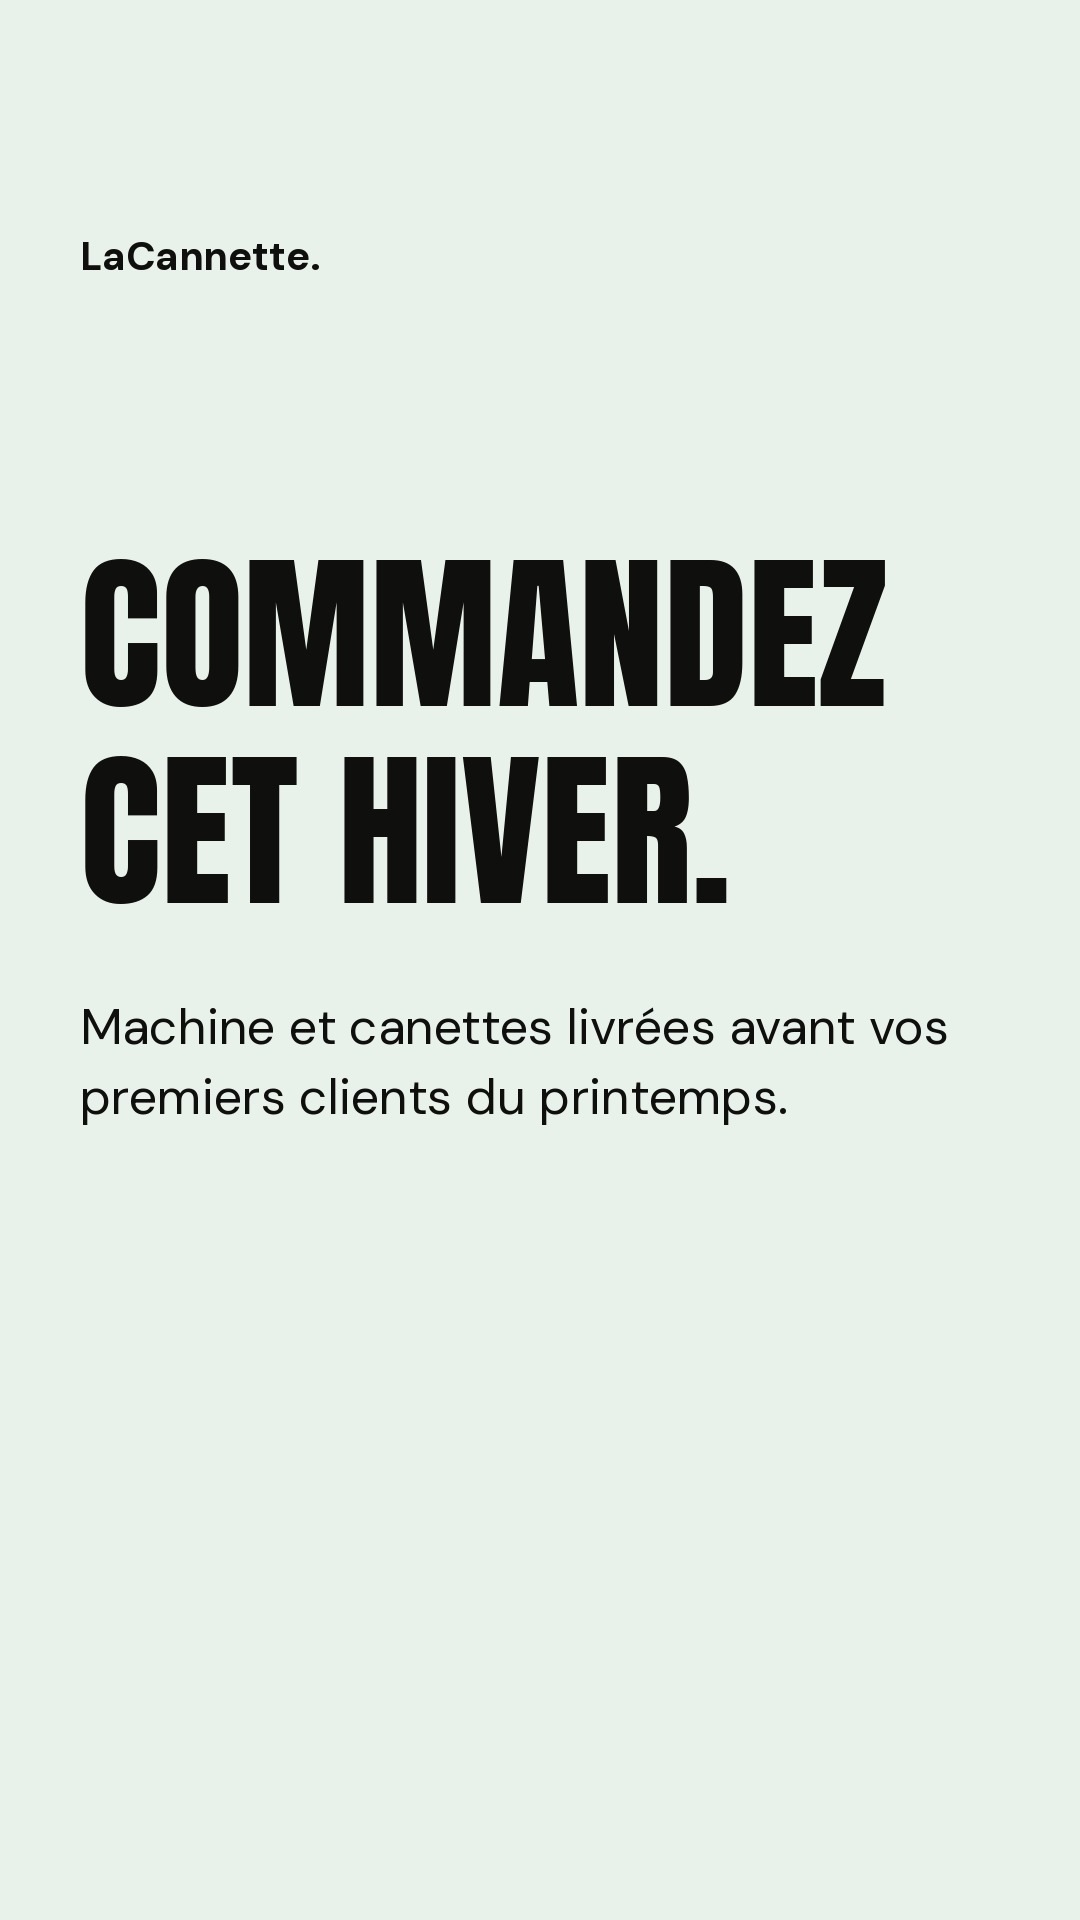 LaCannette.
COMMANDEZ
CET HIVER.
Machine et canettes livrées avant vos
premiers clients du printemps.